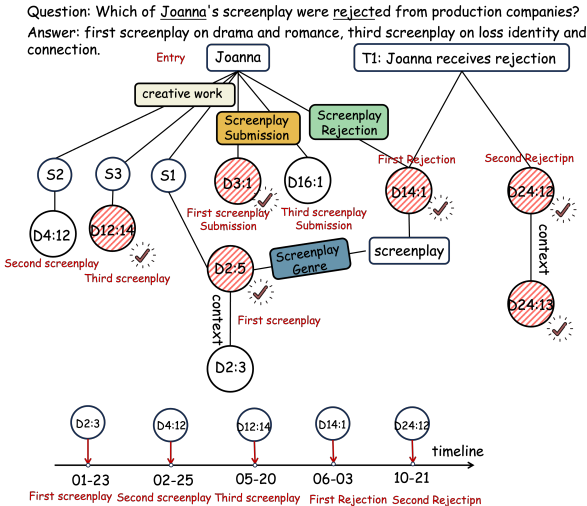 Question: Which of Joanna's screenplay were rejected from production companies?
Answer: first screenplay on drama and romance, third screenplay on loss identity and
connection.
Entry
Joanna
T1: Joanna receives rejection
creative work
Screenplay
Submission
Screenplay
Rejection
First Rejection
Second Rejectipn
S2
S3
S1
D3:1
D16:1
D14:1
D24:12
D4:12
D12:14
First screenplay
Submission
Third screenplay
Submission
Second screenplay
Third screenplay
D2:5
Screenplay
Genre
screenplay
context
D24:13
First screenplay
context
D2:3
D2:3
D4:12
D12:14
D14:1
D24:12
timeline
01-23
02-25
05-20
06-03
10-21
First screenplay
Second screenplay
Third screenplay
First Rejection
Second Rejectipn